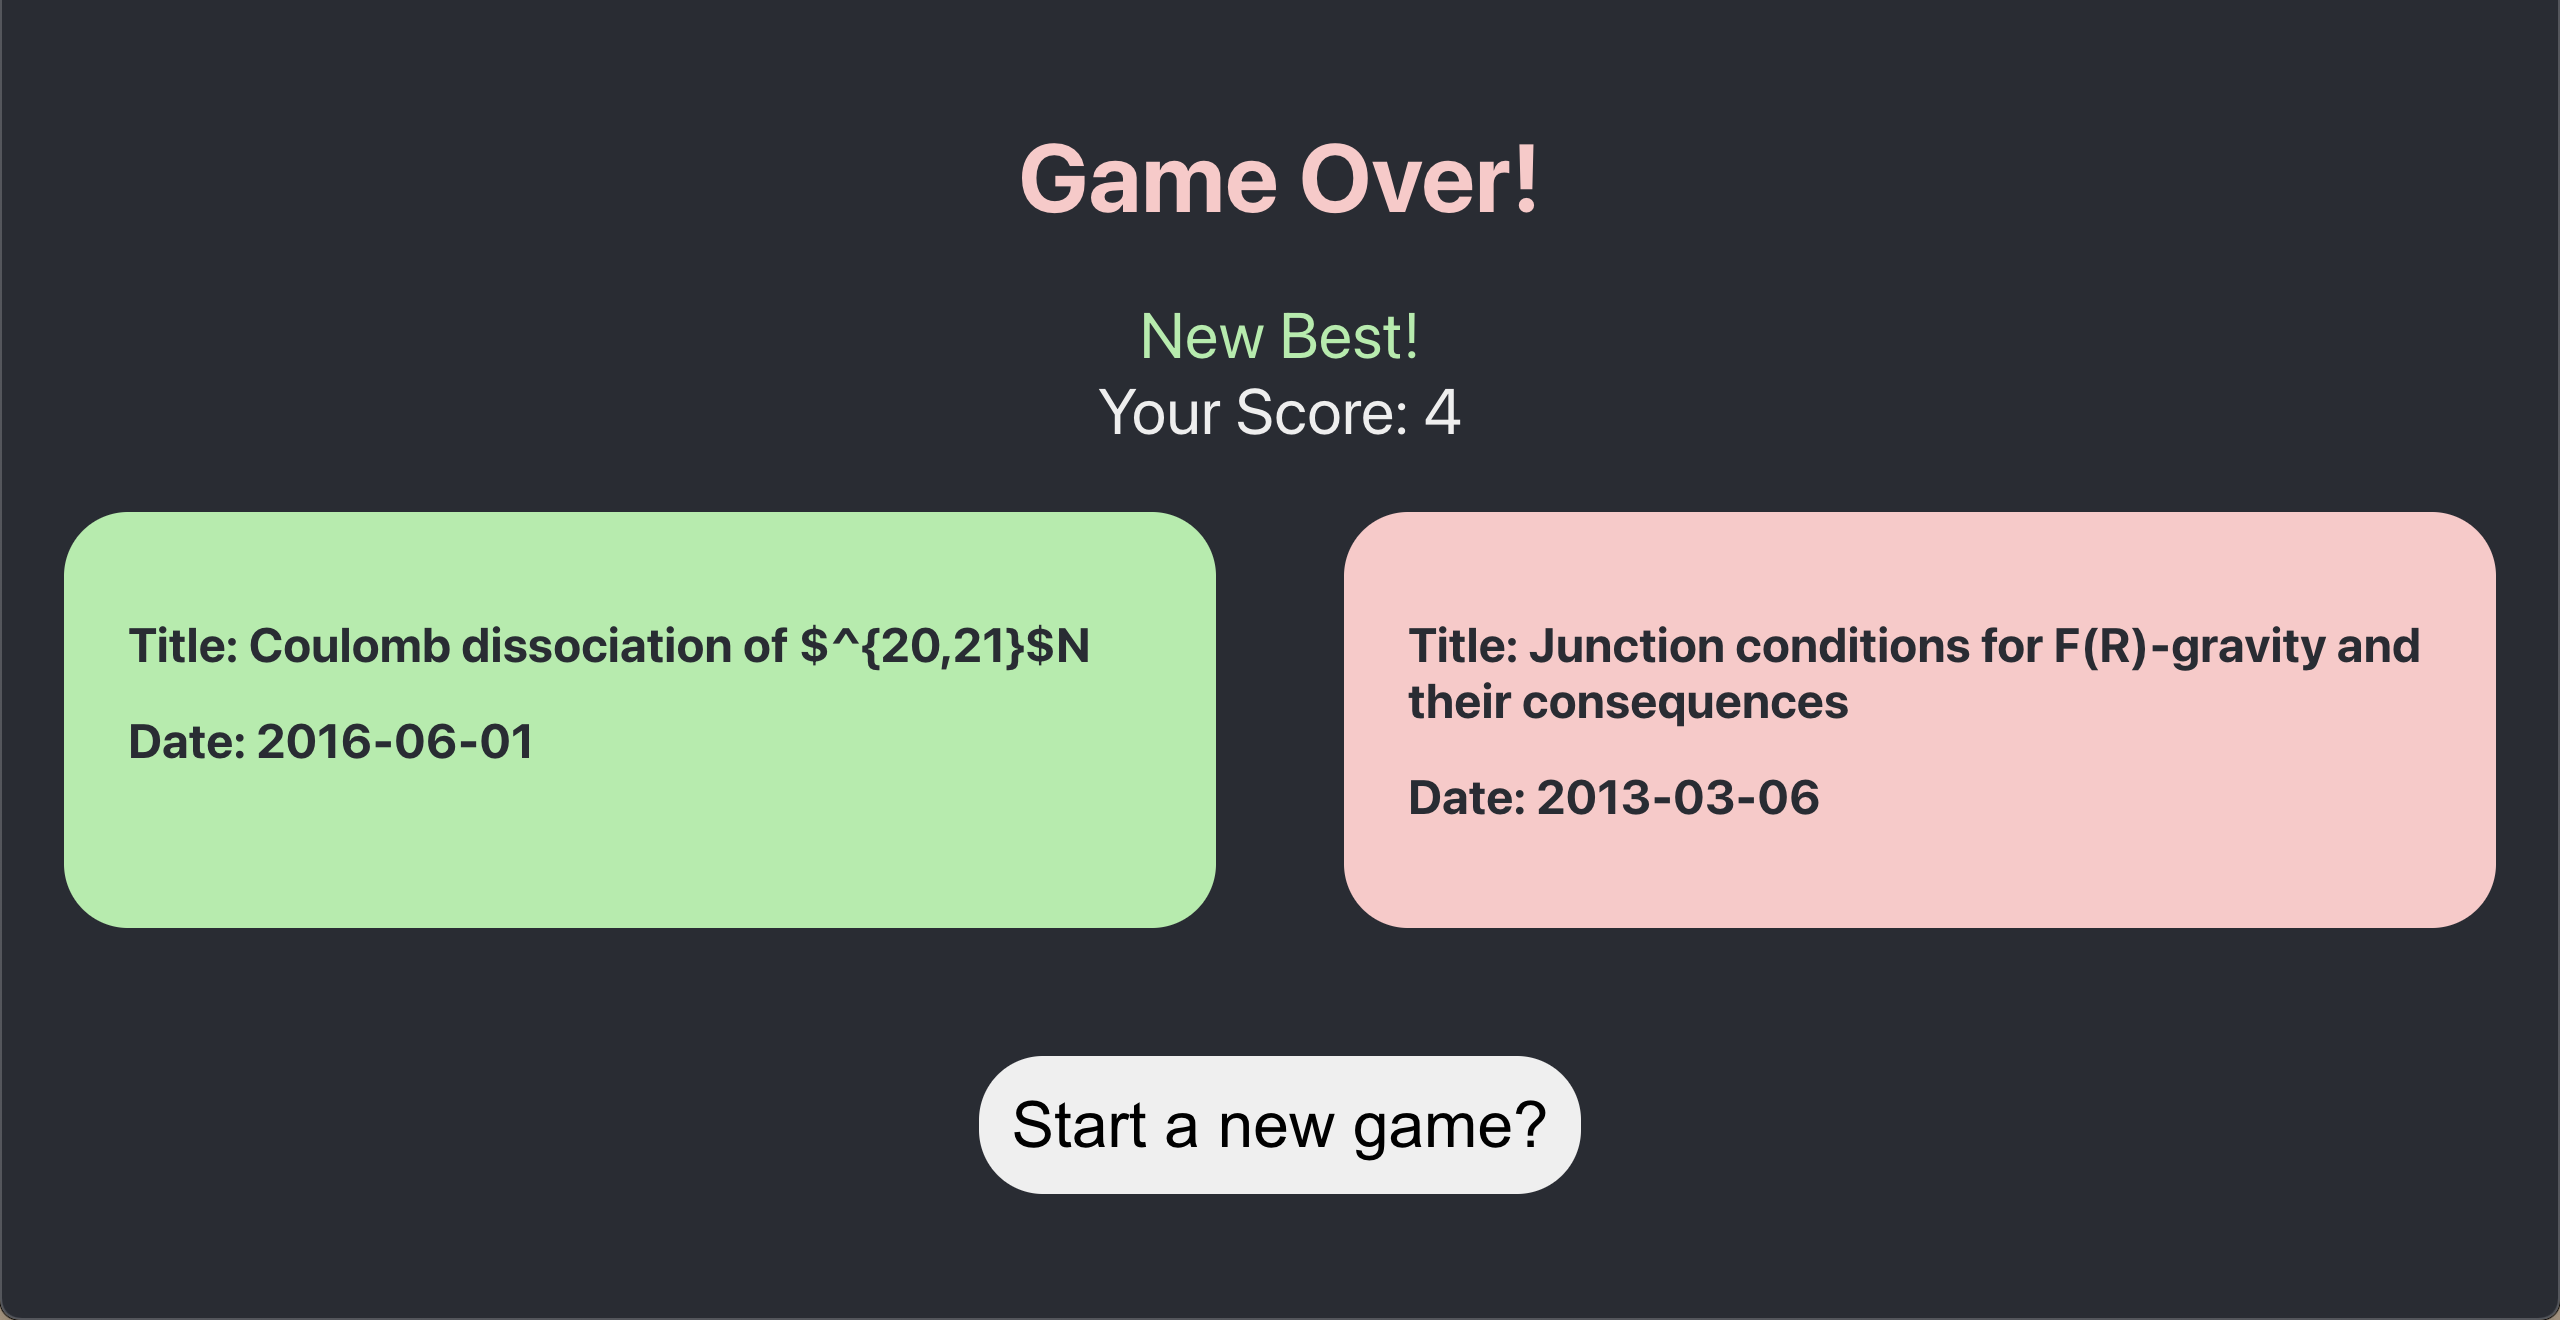 Game Over!
New Best!
Your Score: 4
Title: Coulomb dissociation of $^{20,21}$N
Date: 2016-06-01
Title: Junction conditions for F(R)-gravity and
their consequences
Date: 2013-03-06
Start a new game?